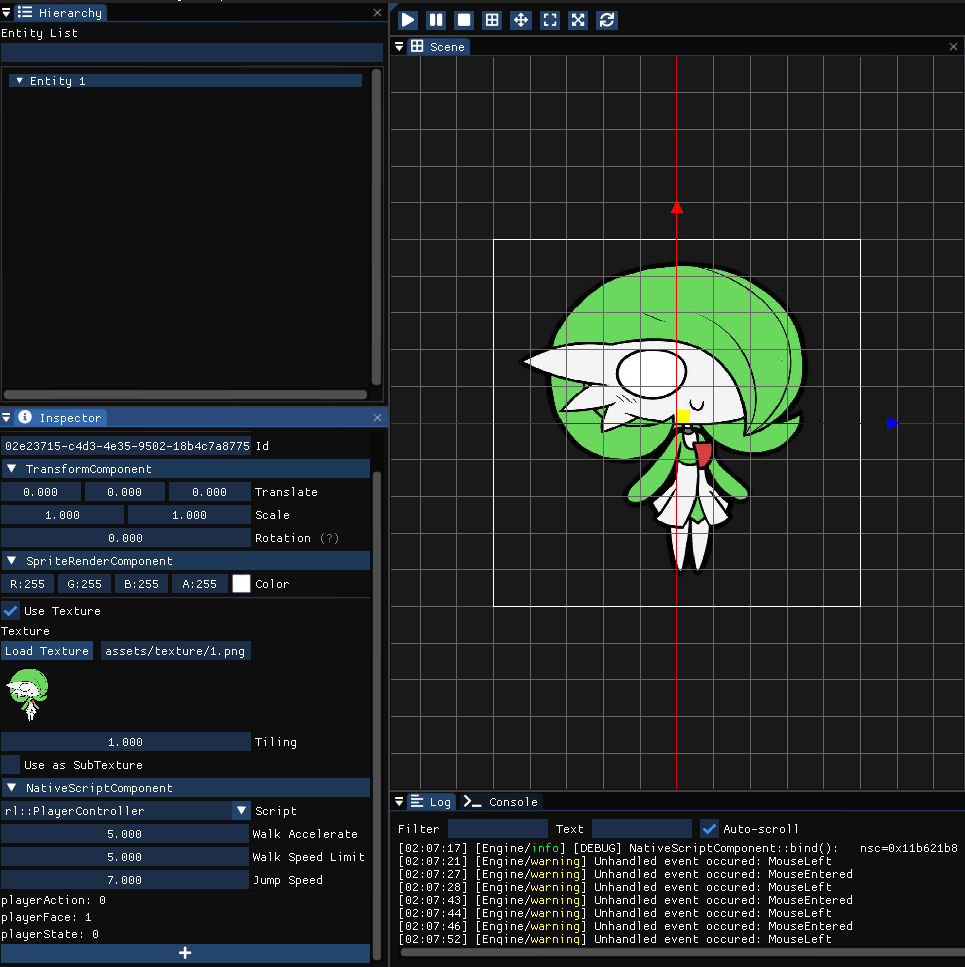 Hierarchy
Entity List
Entity 1
Inspector
02e23715-c4d3-4e35-9502-18b4c7a8775 Id
TransformComponent
0.000 0.000 0.000 Translate
1.000 1.000 Scale
0.000 Rotation (?)
SpriteRenderComponent
R:255 G:255 B:255 A:255 Color
Use Texture
Texture
Load Texture assets/texture/1.png
1.000 Tiling
Use as SubTexture
NativeScriptComponent
rl::PlayerController Script
5.000 Walk Accelerate
5.000 Walk Speed Limit
7.000 Jump Speed
playerAction: 0
playerFace: 1
playerState: 0
+
Scene
Log Console
Filter Text Auto-scroll
[02:07:17] [Engine/info] [DEBUG] NativeScriptComponent::bind(): nsc=0x11b621b8
[02:07:21] [Engine/warning] Unhandled event occured: MouseLeft
[02:07:27] [Engine/warning] Unhandled event occured: MouseEntered
[02:07:28] [Engine/warning] Unhandled event occured: MouseLeft
[02:07:43] [Engine/warning] Unhandled event occured: MouseEntered
[02:07:44] [Engine/warning] Unhandled event occured: MouseLeft
[02:07:46] [Engine/warning] Unhandled event occured: MouseEntered
[02:07:52] [Engine/warning] Unhandled event occured: MouseLeft